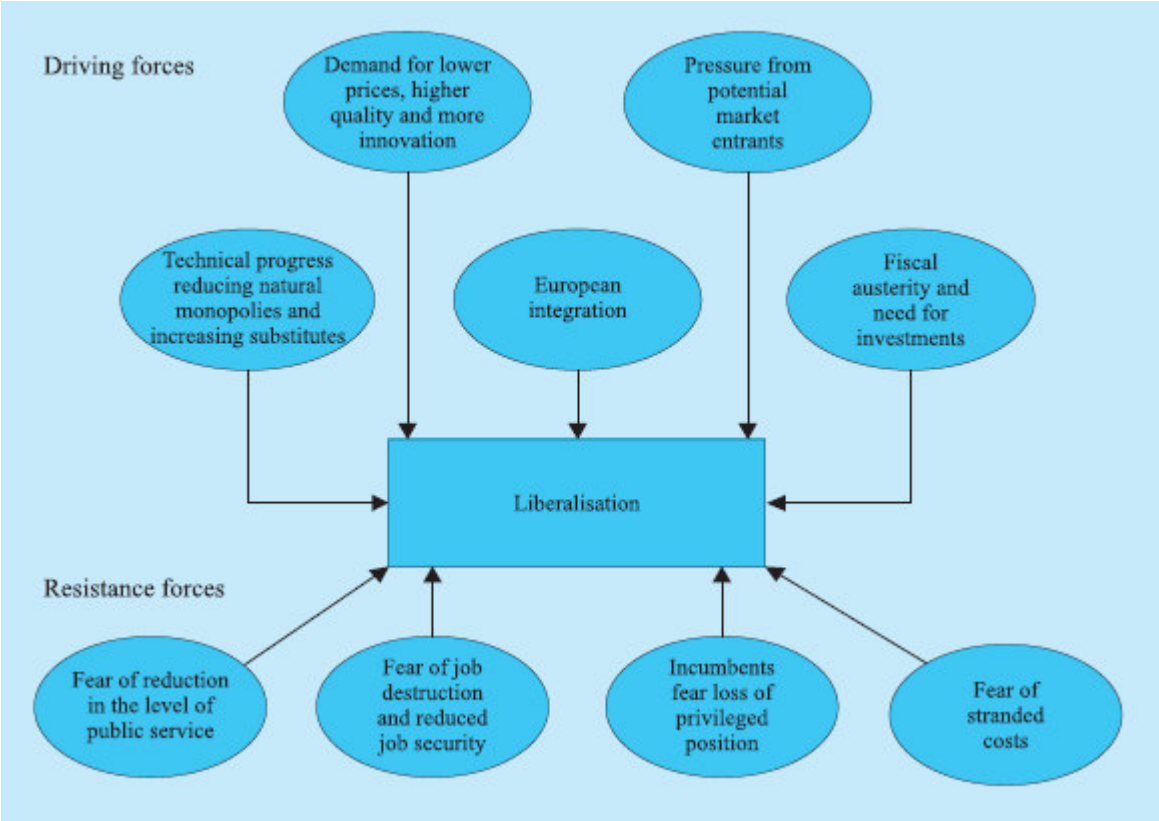 Driving forces
Demand for lower
prices, higher
quality and more
innovation
Pressure from
potential
market
entrants
Technical progress
reducing natural
monopolies and
increasing substitutes
European
integration
Fiscal
austerity and
need for
investments
Liberalisation
Resistance forces
Fear of reduction
in the level of
public service
Fear of job
destruction
and reduced
job security
Incumbents
fear loss of
privileged
position
Fear of
stranded
costs